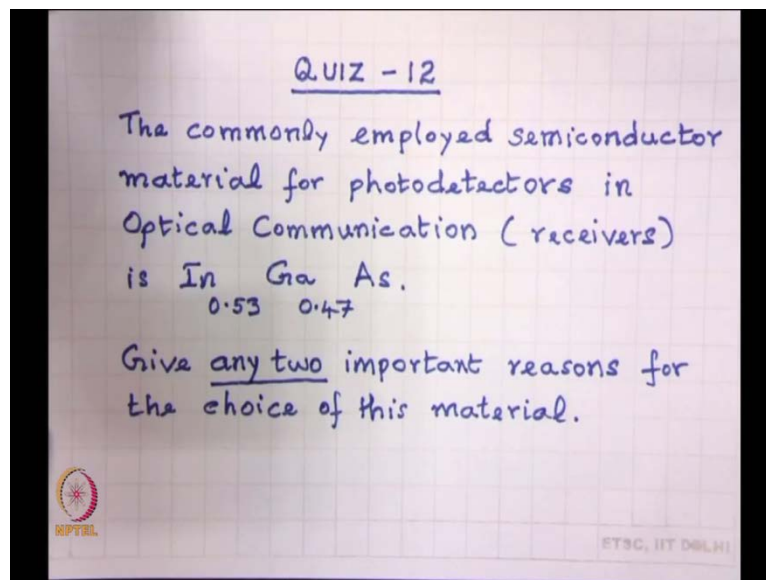 QUIZ - 12
The commonly employed semiconductor
material for photodetectors in
Optical Communication (receivers)
is In Ga As.
0.53 0.47
Give any two important reasons for
the choice of this material.
NPTEL
ETSC, IIT DELHI